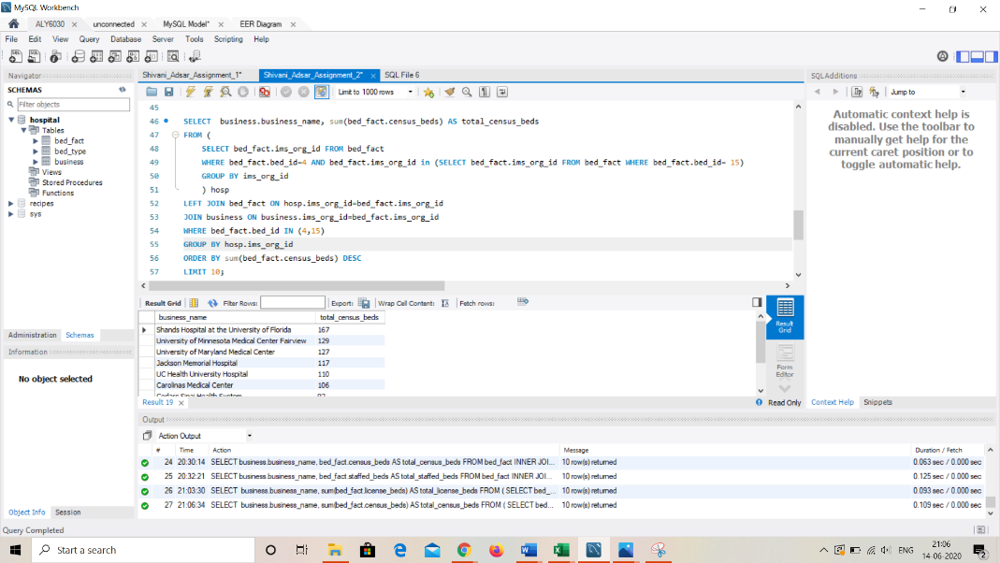 MySQL Workbench
ALY6030 × unconnected × MySQL Model* × EER Diagram ×
File Edit View Query Database Server Tools Scripting Help
Navigator
SCHEMAS
Filter objects
hospital
Tables
bed_fact
bed_type
business
Views
Stored Procedures
Functions
recipes
sys
Administration Schemas
Information
No object selected
Object Info Session
Shivani_Adsar_Assignment_1* Shivani_Adsar_Assignment_2* × SQL File 6
Limit to 1000 rows
45
46 SELECT business.business_name, sum(bed_fact.census_beds) AS total_census_beds
47 FROM (
48 SELECT bed_fact.ims_org_id FROM bed_fact
49 WHERE bed_fact.bed_id=4 AND bed_fact.ims_org_id in (SELECT bed_fact.ims_org_id FROM bed_fact WHERE bed_fact.bed_id= 15)
50 GROUP BY ims_org_id
51 ) hosp
52 LEFT JOIN bed_fact ON hosp.ims_org_id=bed_fact.ims_org_id
53 JOIN business ON business.ims_org_id=bed_fact.ims_org_id
54 WHERE bed_fact.bed_id IN (4,15)
55 GROUP BY hosp.ims_org_id
56 ORDER BY sum(bed_fact.census_beds) DESC
57 LIMIT 10;
Result Grid Filter Rows: Export: Wrap Cell Content: Fetch rows:
business_name total_census_beds
Shands Hospital at the University of Florida 167
University of Minnesota Medical Center Fairview 129
University of Maryland Medical Center 127
Jackson Memorial Hospital 117
UC Health University Hospital 110
Carolinas Medical Center 106
Result Grid
Form Editor
Result 19 ×
Read Only
SQLAdditions
Jump to
Automatic context help is
disabled. Use the toolbar to
manually get help for the
current caret position or to
toggle automatic help.
Context Help Snippets
Output
Action Output
# Time Action Message Duration / Fetch
24 20:30:14 SELECT business.business_name, bed_fact.census_beds AS total_census_beds FROM bed_fact INNER JOI... 10 row(s) returned 0.063 sec / 0.000 sec
25 20:32:21 SELECT business.business_name, bed_fact.staffed_beds AS total_staffed_beds FROM bed_fact INNER JOI... 10 row(s) returned 0.125 sec / 0.000 sec
26 21:03:30 SELECT business.business_name, sum(bed_fact.license_beds) AS total_license_beds FROM ( SELECT bed_... 10 row(s) returned 0.093 sec / 0.000 sec
27 21:06:34 SELECT business.business_name, sum(bed_fact.census_beds) AS total_census_beds FROM ( SELECT bed... 10 row(s) returned 0.109 sec / 0.000 sec
Query Completed
Start a search
ENG
21:06
14-06-2020
2